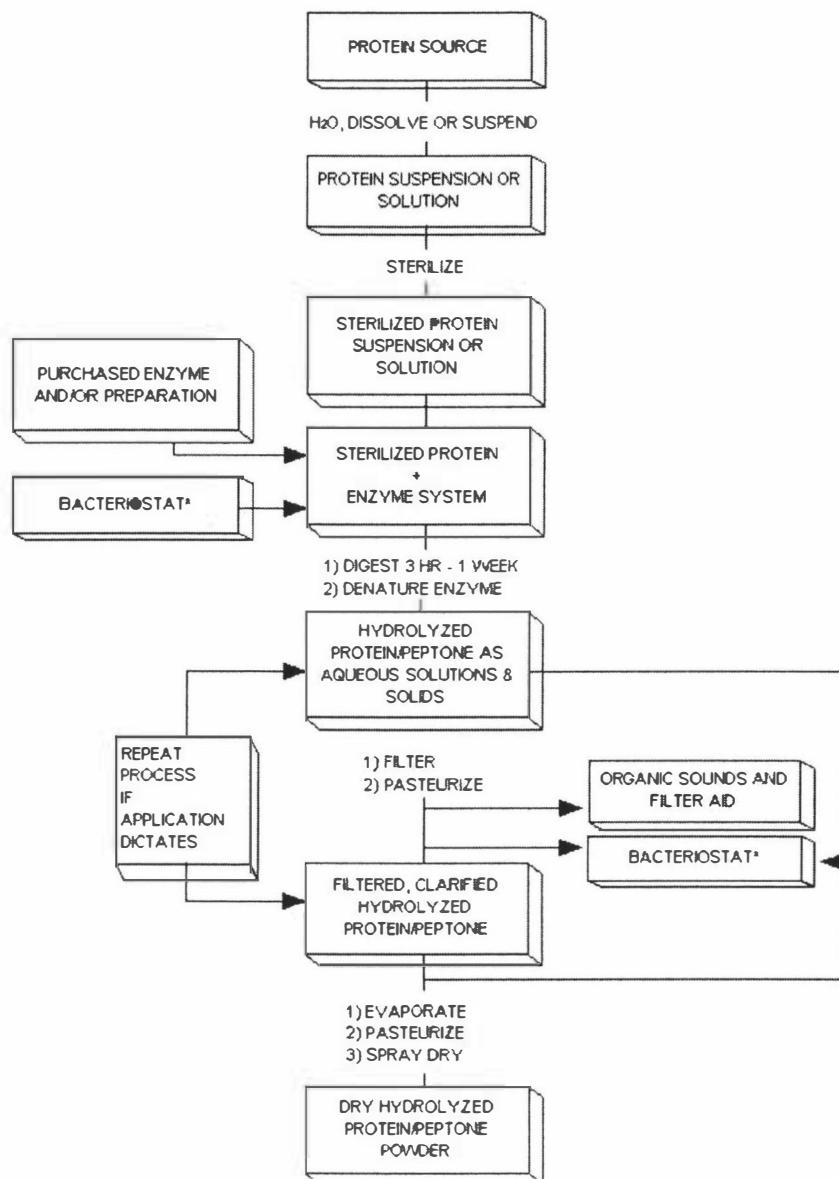 PROTEIN SOURCE
H2O, DISSOLVE OR SUSPEND
PROTEIN SUSPENSION OR
SOLUTION
STERILIZE
STERILIZED PROTEIN
SUSPENSION OR
SOLUTION
PURCHASED ENZYME
AND/OR PREPARATION
STERILIZED PROTEIN
+
ENZYME SYSTEM
BACTERIOSTATª
1) DIGEST 3 HR - 1 WEEK
2) DENATURE ENZYME
HYDROLYZED
PROTEIN/PEPTONE AS
AQUEOUS SOLUTIONS &
SOLIDS
REPEAT
PROCESS
IF
APPLICATION
DICTATES
1) FILTER
2) PASTEURIZE
ORGANIC SOUNDS AND
FILTER AID
BACTERIOSTATª
FILTERED, CLARIFIED
HYDROLYZED
PROTEIN/PEPTONE
1) EVAPORATE
2) PASTEURIZE
3) SPRAY DRY
DRY HYDROLYZED
PROTEIN/PEPTONE
POWDER